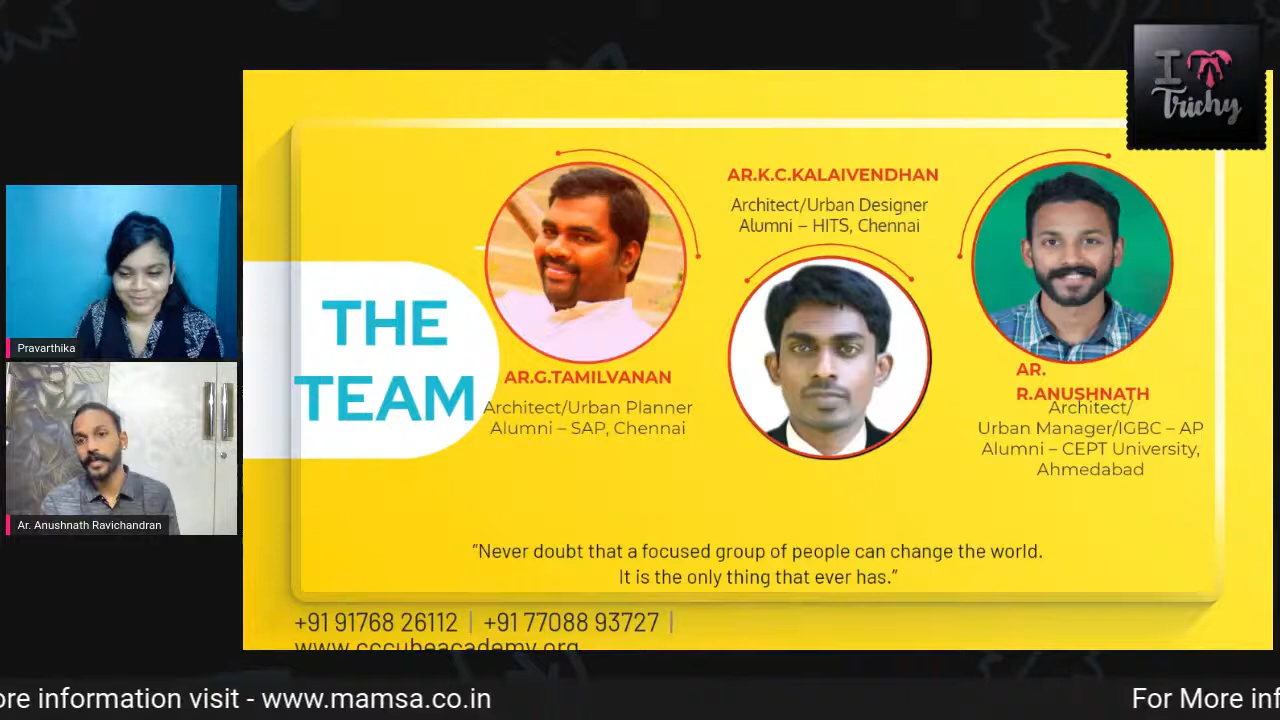 I
Trichy
Pravarthika
Ar. Anushnath Ravichandran
THE
TEAM
AR.G.TAMILVANAN
Architect/Urban Planner
Alumni – SAP, Chennai
AR.K.C.KALAIVENDHAN
Architect/Urban Designer
Alumni – HITS, Chennai
AR.
R.ANUSHNATH
Architect/
Urban Manager/IGBC – AP
Alumni – CEPT University,
Ahmedabad
“Never doubt that a focused group of people can change the world.
It is the only thing that ever has.”
+91 91768 26112 | +91 77088 93727 |
www.cccubeacademy.org
ore information visit - www.mamsa.co.in
For More inf